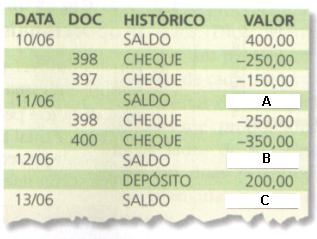 DATA DOC HISTÓRICO VALOR
10/06 SALDO 400,00
398 CHEQUE –250,00
397 CHEQUE –150,00
11/06 SALDO A
398 CHEQUE –250,00
400 CHEQUE –350,00
12/06 SALDO B
DEPÓSITO 200,00
13/06 SALDO C